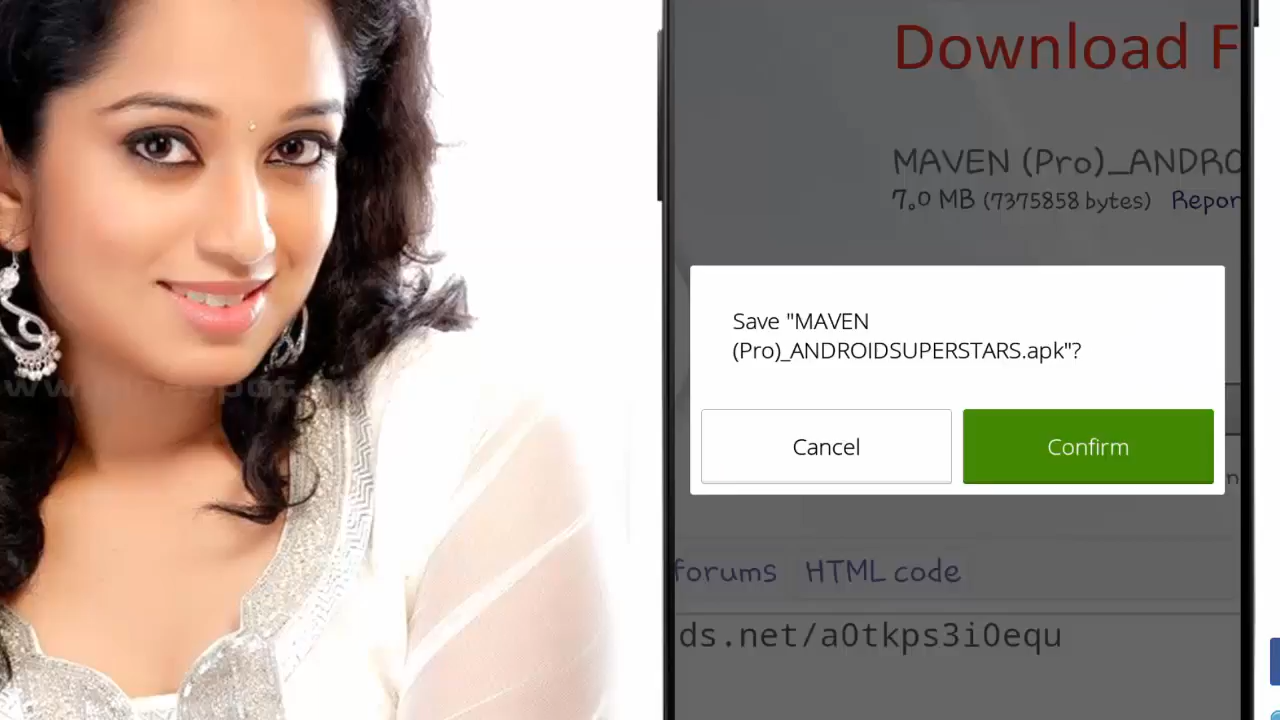 Download F
MAVEN (Pro)_ANDRO
7.0 MB (7375858 bytes) Repor
Save "MAVEN
(Pro)_ANDROIDSUPERSTARS.apk"?
Cancel
Confirm
forums HTML code
ds.net/a0tkps3i0equ